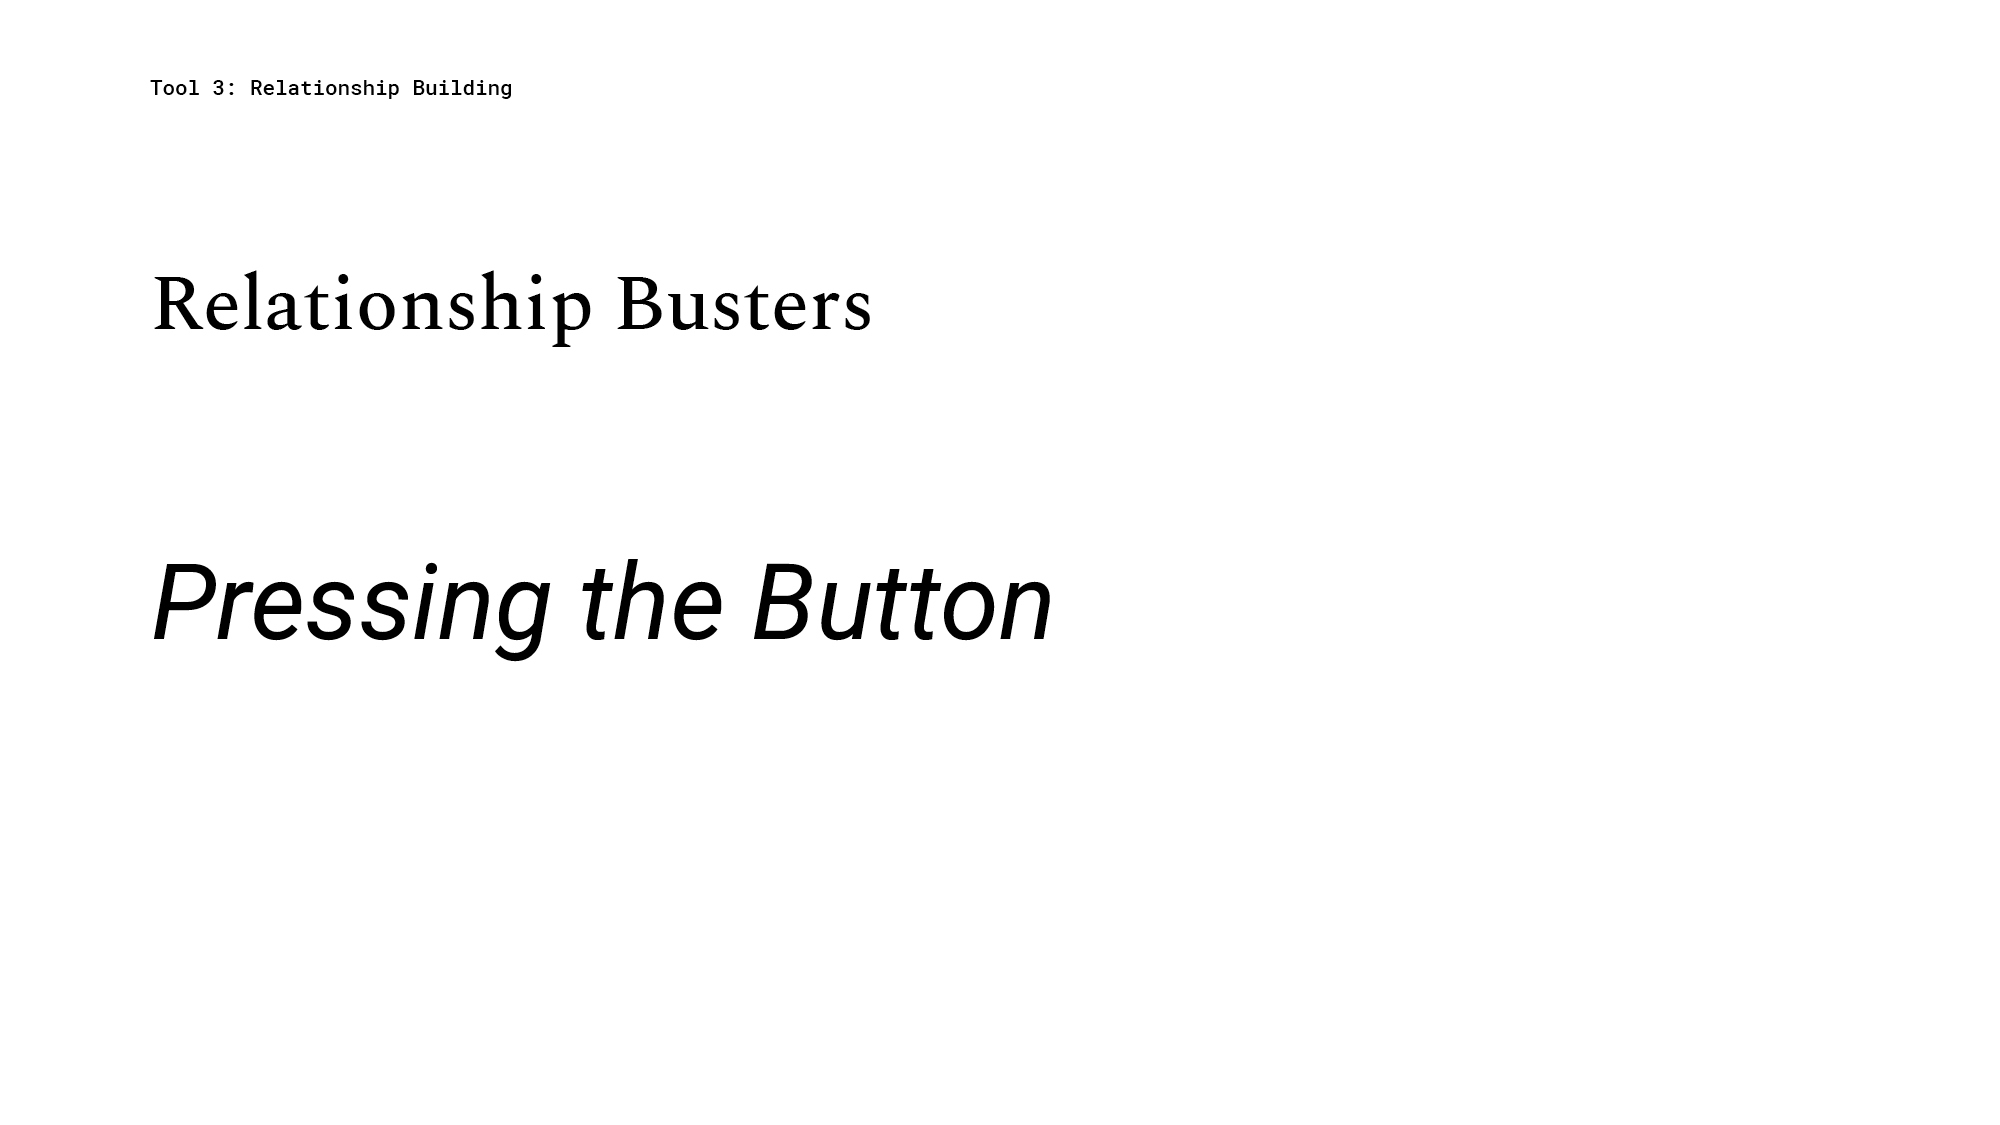 Tool 3: Relationship Building
Relationship Busters
Pressing the Button